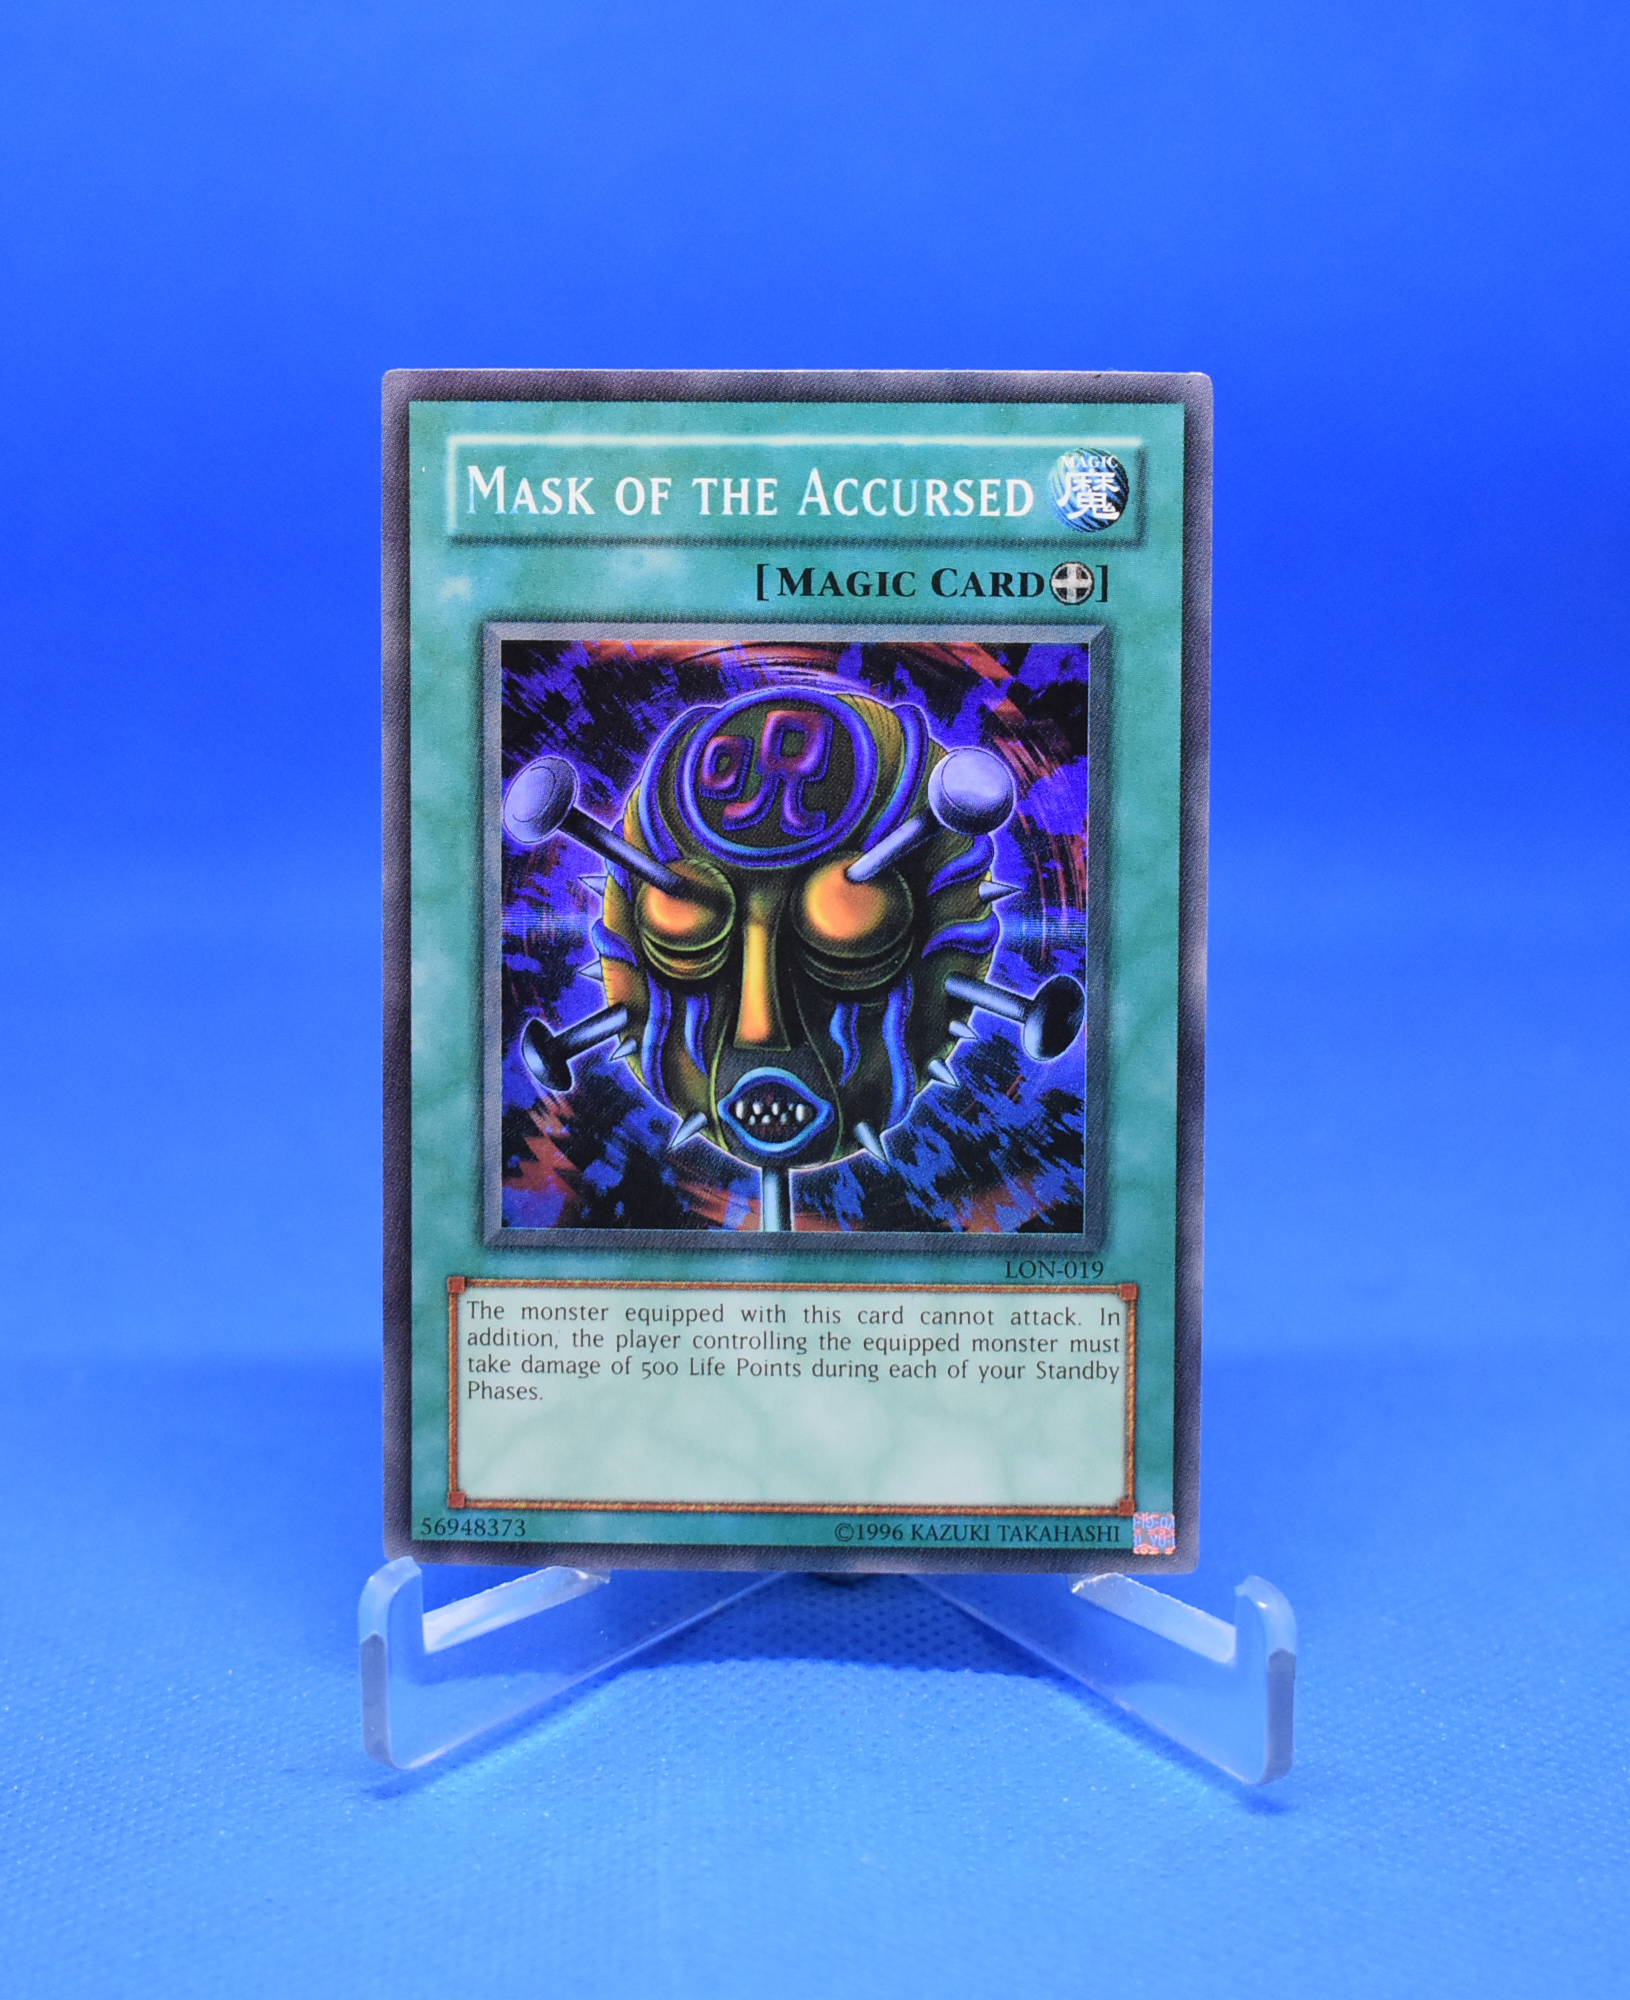 MASK OF THE ACCURSED
MAGIC
魔
[MAGIC CARD]
呪
LON-019
The monster equipped with this card cannot attack. In
addition, the player controlling the equipped monster must
take damage of 500 Life Points during each of your Standby
Phases.
56948373
©1996 KAZUKI TAKAHASHI